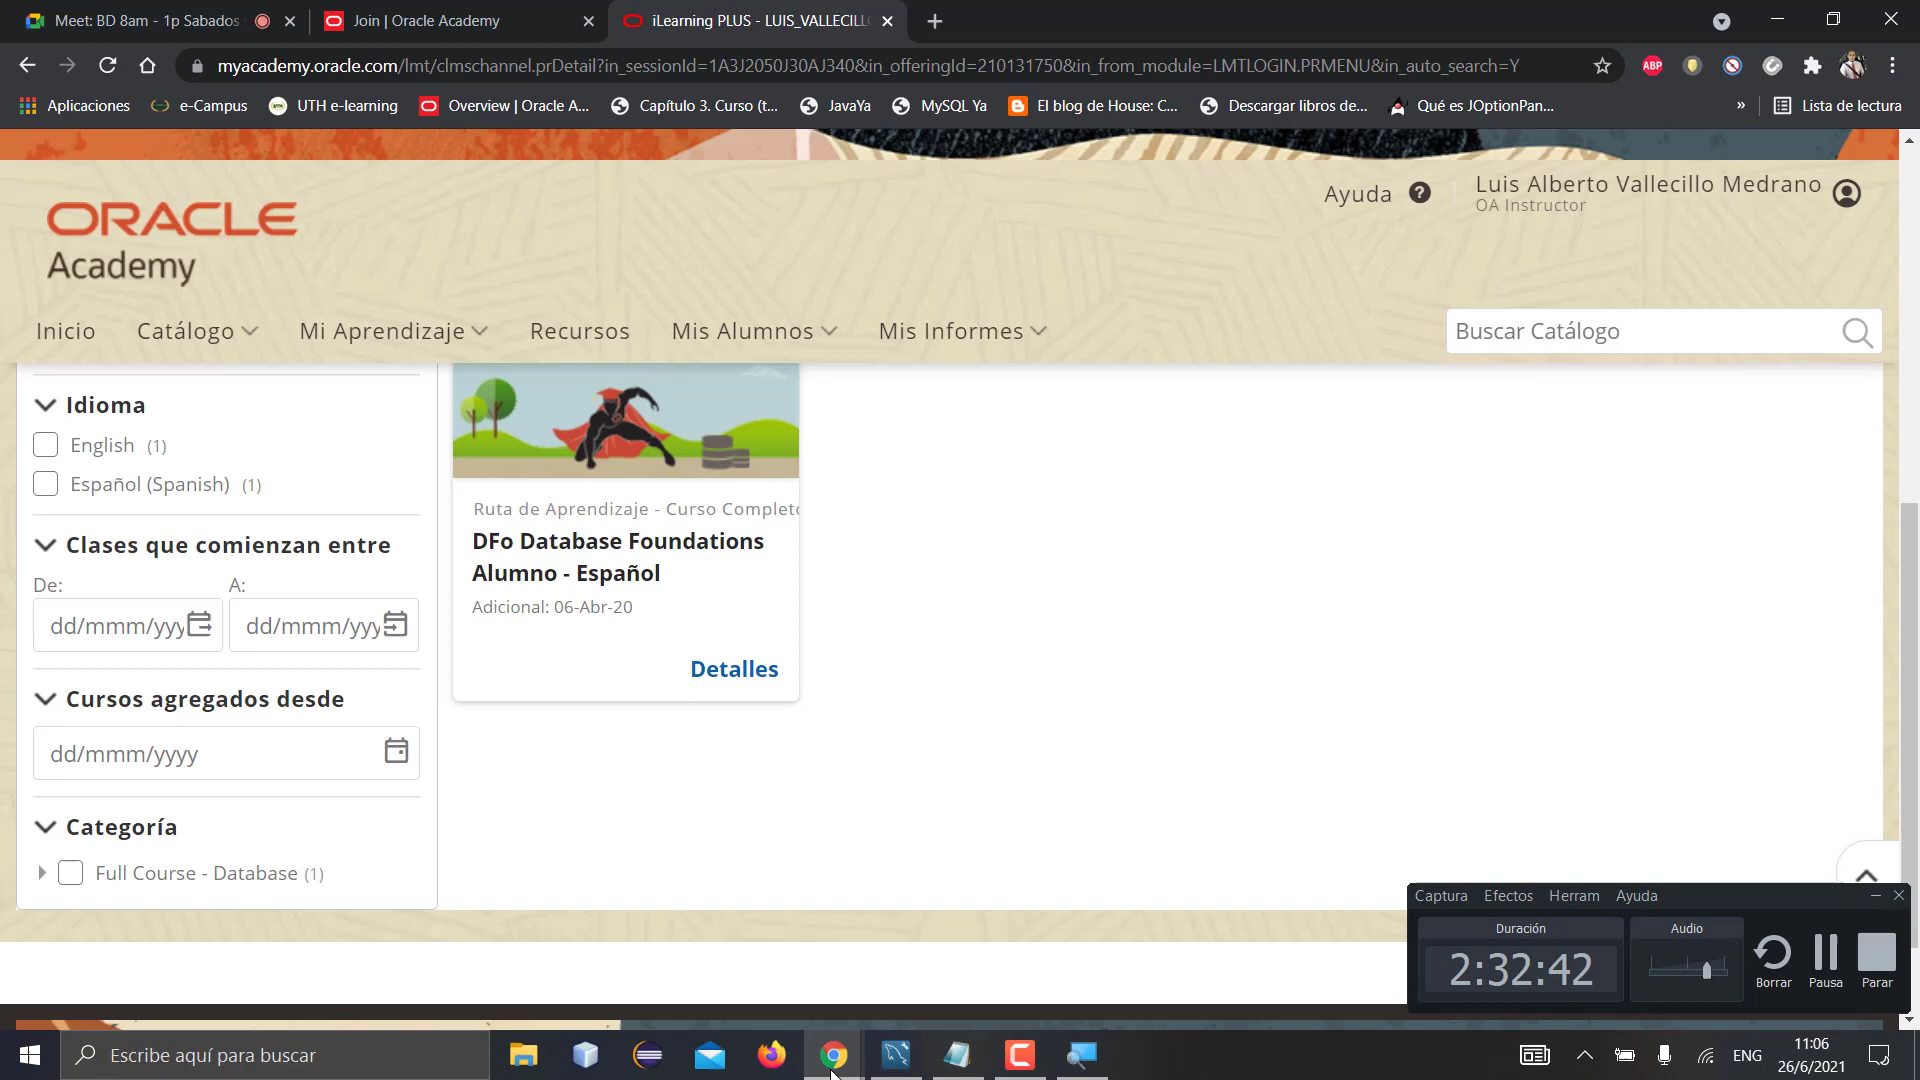 Meet: BD 8am - 1p Sabados
Join | Oracle Academy
iLearning PLUS - LUIS_VALLECILL
myacademy.oracle.com/lmt/clmschannel.prDetail?in_sessionId=1A3J2050J30AJ340&in_offeringId=210131750&in_from_module=LMTLOGIN.PRMENU&in_auto_search=Y
ABP
Aplicaciones
e-Campus
UTH e-learning
Overview | Oracle A...
Capítulo 3. Curso (t...
JavaYa
MySQL Ya
El blog de House: C...
Descargar libros de...
Qué es JOptionPan...
»
Lista de lectura
ORACLE
Academy
Ayuda ?
Luis Alberto Vallecillo Medrano
OA Instructor
Inicio
Catálogo
Mi Aprendizaje
Recursos
Mis Alumnos
Mis Informes
Buscar Catálogo
Idioma
English (1)
Español (Spanish) (1)
Clases que comienzan entre
De:
A:
dd/mmm/yyy
dd/mmm/yyy
Cursos agregados desde
dd/mmm/yyyy
Categoría
Full Course - Database (1)
Ruta de Aprendizaje - Curso Completo
DFo Database Foundations
Alumno - Español
Adicional: 06-Abr-20
Detalles
Captura Efectos Herram Ayuda
Duración
2:32:42
Audio
Borrar
Pausa
Parar
Escribe aquí para buscar
ENG
11:06
26/6/2021